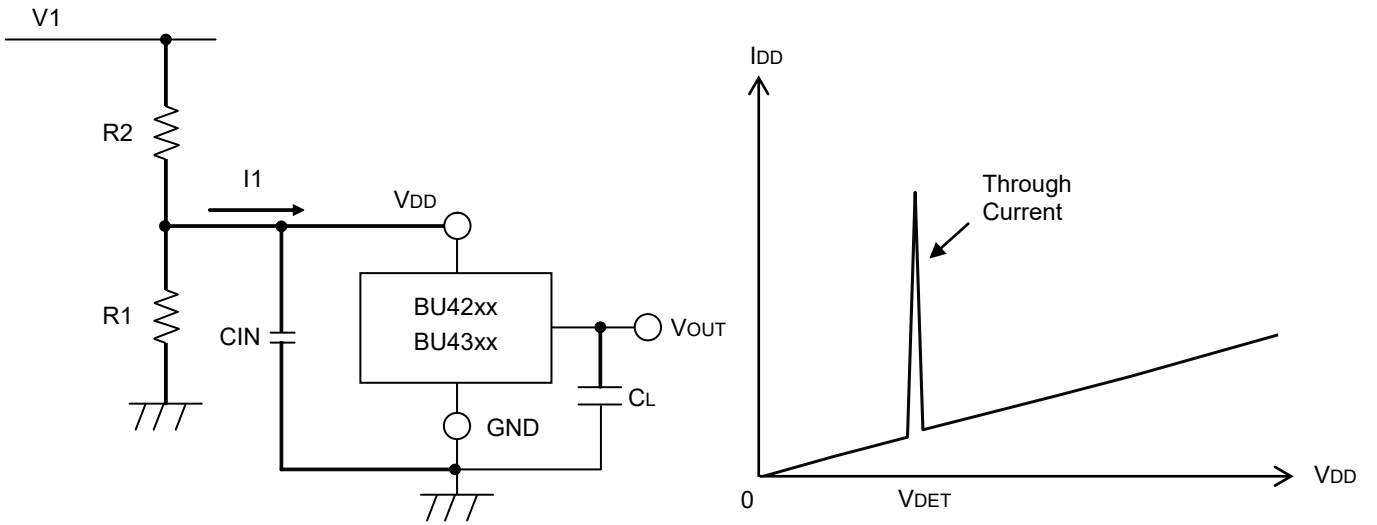 V1
R2
I1
VDD
R1
CIN
BU42xx
BU43xx
VOUT
CL
GND
IDD
Through
Current
0
VDET
VDD